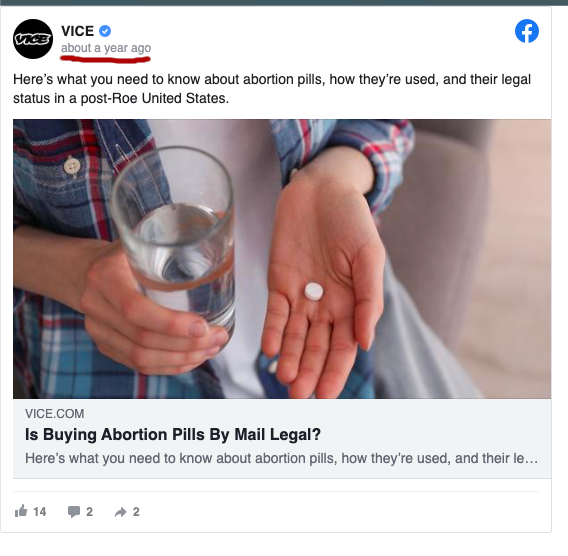 VICE
VICE
about a year ago
Here's what you need to know about abortion pills, how they're used, and their legal
status in a post-Roe United States.
VICE.COM
Is Buying Abortion Pills By Mail Legal?
Here's what you need to know about abortion pills, how they're used, and their le...
14 2 2